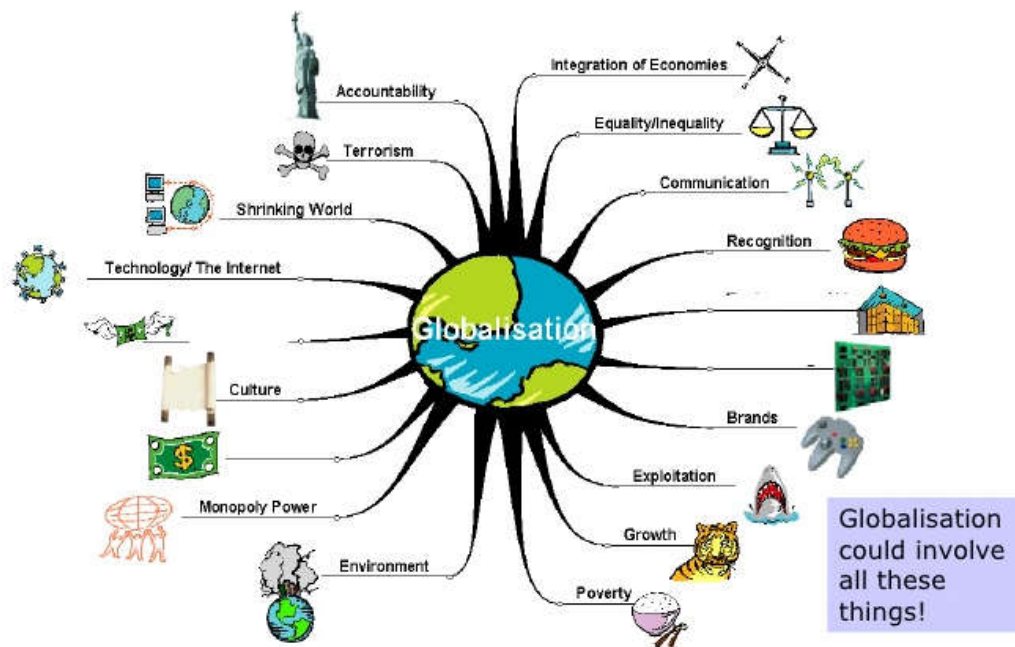 Integration of Economies
Accountability
Equality/Inequality
Terrorism
Communication
Shrinking World
Recognition
Technology/ The Internet
Globalisation
Culture
Brands
Exploitation
Monopoly Power
Growth
Environment
Poverty
Globalisation
could involve
all these
things!